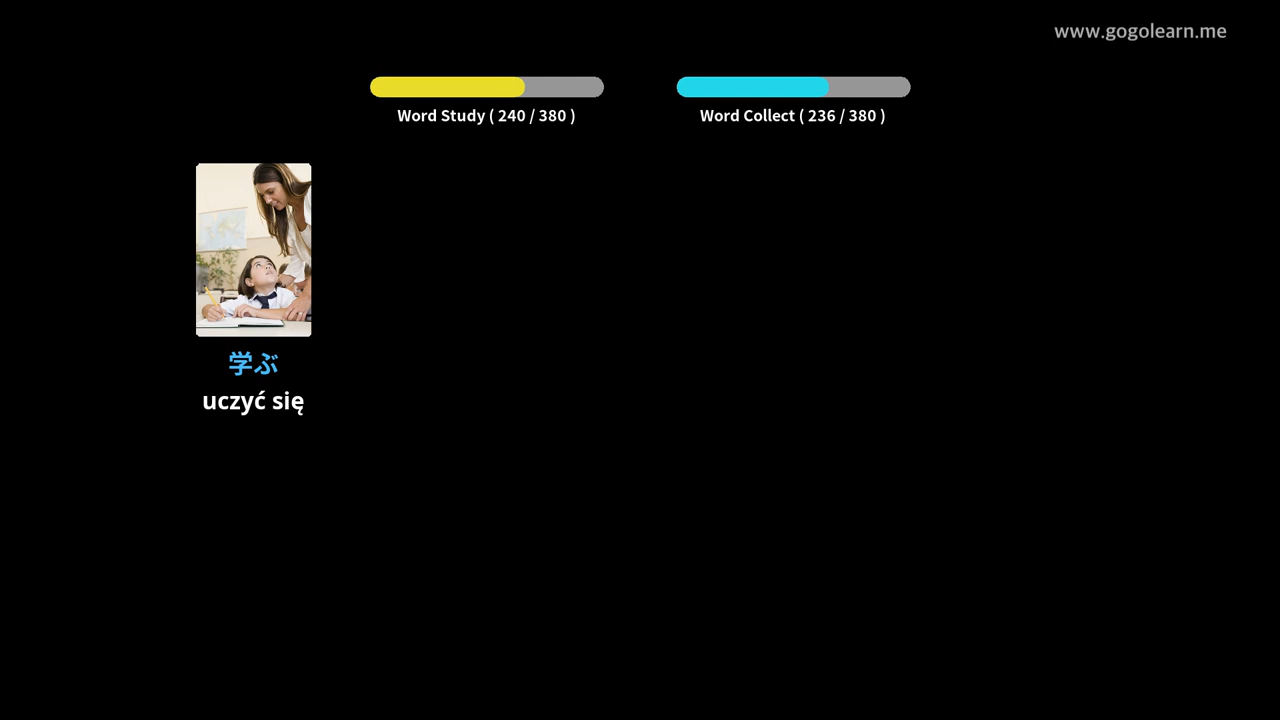 www.gogolearn.me
Word Study ( 240 / 380 )
Word Collect ( 236 / 380 )
学ぶ
uczyć się